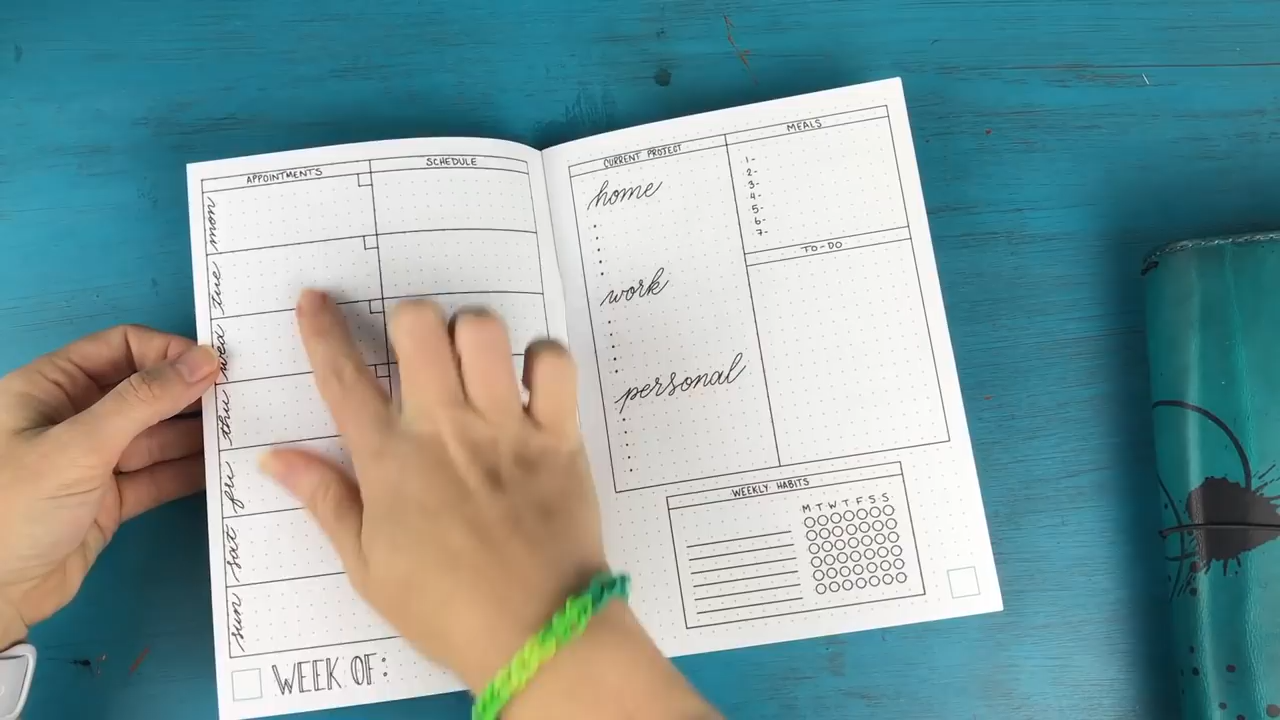 APPOINTMENTS
SCHEDULE
mon
tue
wed
thu
fri
sat
sun
WEEK OF:
CURRENT PROJECT
home
work
personal
MEALS
1-
2-
3-
4-
5-
6-
7-
TO-DO
WEEKLY HABITS
M T W T F S S